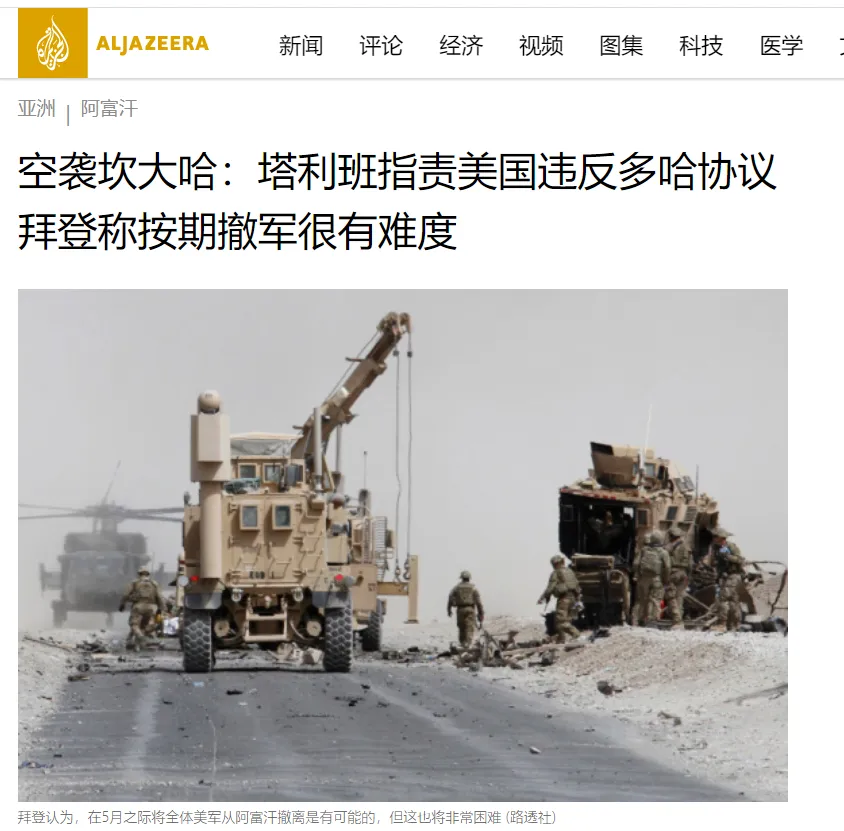 ALJAZEERA
新闻 评论 经济 视频 图集 科技 医学
亚洲 | 阿富汗
空袭坎大哈：塔利班指责美国违反多哈协议
拜登称按期撤军很有难度
拜登认为，在5月之际将全体美军从阿富汗撤离是有可能的，但这也将非常困难 (路透社)